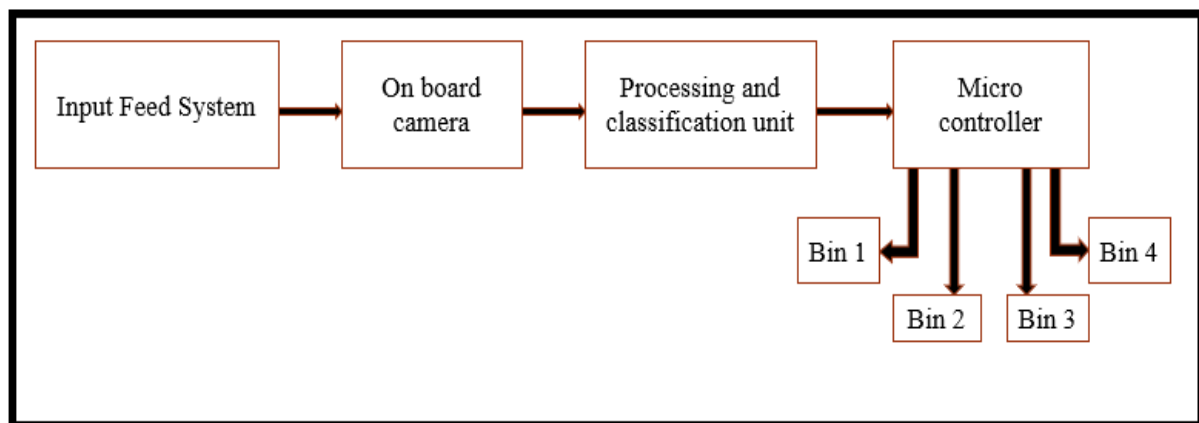 Input Feed System
On board
camera
Processing and
classification unit
Micro
controller
Bin 1
Bin 2
Bin 3
Bin 4